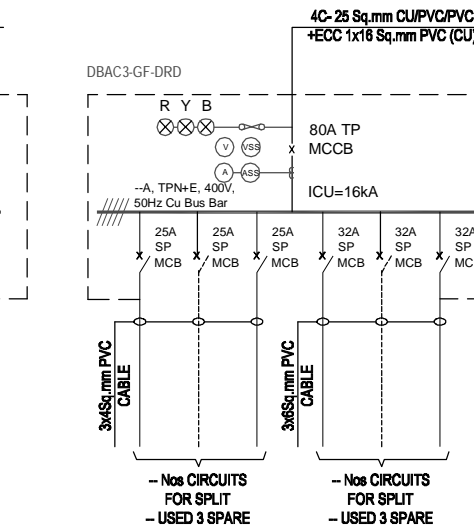 4C- 25 Sq.mm CU/PVC/PVC
+ECC 1x16 Sq.mm PVC (CU)
DBAC3-GF-DRD
R Y B
80A TP
MCCB
V VSS
A ASS
ICU=16kA
--A, TPN+E, 400V,
50Hz Cu Bus Bar
25A
SP
MCB
25A
SP
MCB
25A
SP
MCB
32A
SP
MCB
32A
SP
MCB
32A
SP
MC
3x4Sq.mm PVC
CABLE
3x6Sq.mm PVC
CABLE
-- Nos CIRCUITS
FOR SPLIT
-- USED 3 SPARE
-- Nos CIRCUITS
FOR SPLIT
-- USED 3 SPARE